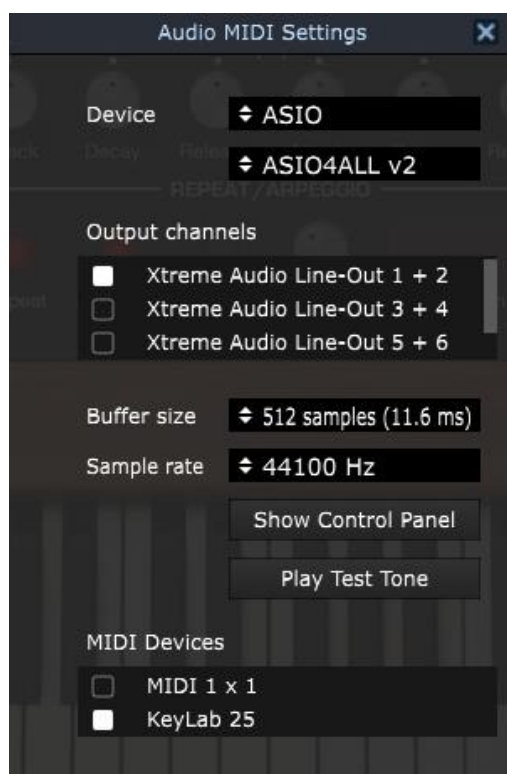 Audio MIDI Settings
Device
ASIO
ASIO4ALL v2
REPEAT/ARPEGGIO
Output channels
Xtreme Audio Line-Out 1 + 2
Xtreme Audio Line-Out 3 + 4
Xtreme Audio Line-Out 5 + 6
Buffer size 512 samples (11.6 ms)
Sample rate 44100 Hz
Show Control Panel
Play Test Tone
MIDI Devices
MIDI 1 x 1
KeyLab 25